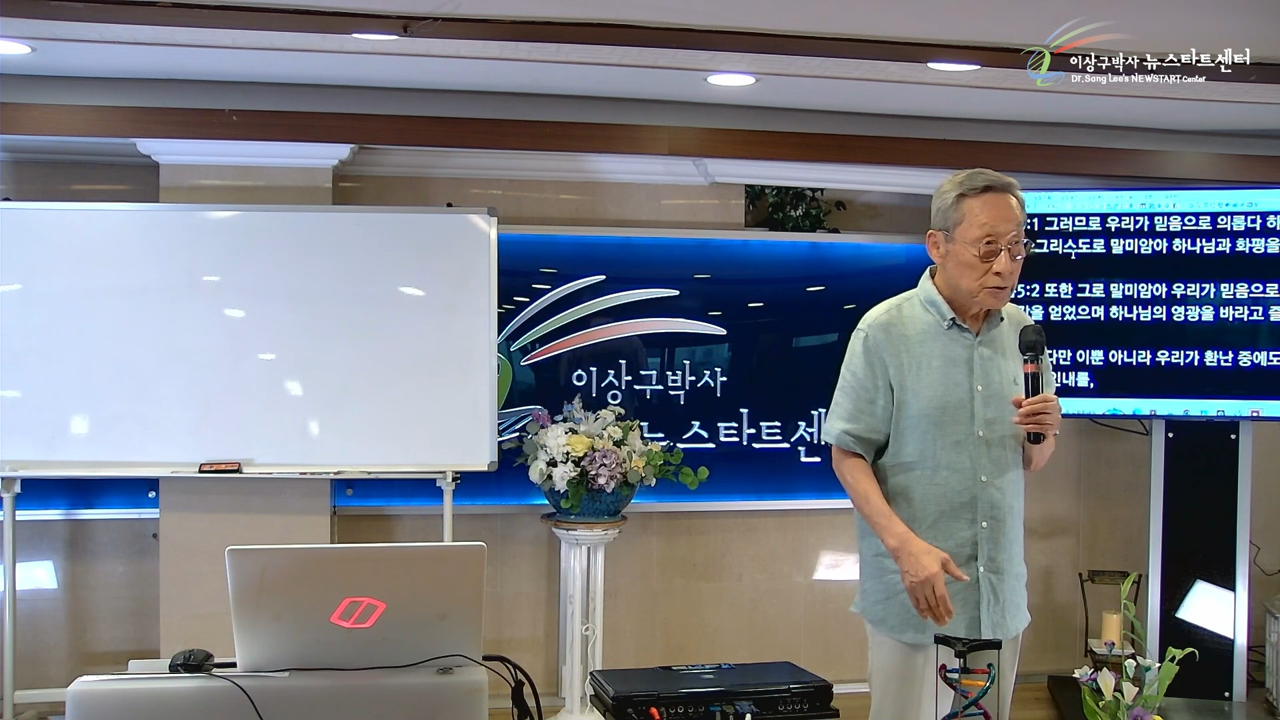 이상구박사 뉴스타트센터
Dr. Sang Lee's NEWSTART Center
:1 그러므로 우리가 믿음으로 의롭다 하
그리스도로 말미암아 하나님과 화평을
5:2 또한 그로 말미암아 우리가 믿음으로
을 얻었으며 하나님의 영광을 바라고 즐
다만 이뿐 아니라 우리가 환난 중에도
인내를,
이상구박사
뉴스타트센